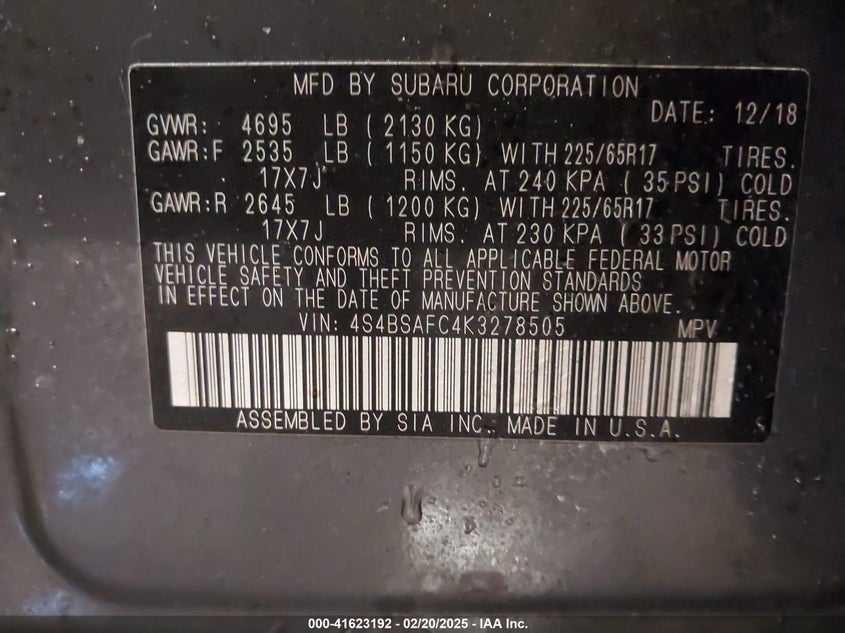 MFD BY SUBARU CORPORATION
DATE: 12/18
GVWR: 4695 LB ( 2130 KG)
GAWR:F 2535 LB ( 1150 KG) WITH 225/65R17 TIRES.
17X7J RIMS. AT 240 KPA ( 35 PSI) COLD
GAWR:R 2645 LB ( 1200 KG) WITH 225/65R17 TIRES.
17X7J RIMS. AT 230 KPA ( 33 PSI) COLD
THIS VEHICLE CONFORMS TO ALL APPLICABLE FEDERAL MOTOR
VEHICLE SAFETY AND THEFT PREVENTION STANDARDS
IN EFFECT ON THE DATE OF MANUFACTURE SHOWN ABOVE.
VIN: 4S4BSAFC4K3278505 MPV
ASSEMBLED BY SIA INC. MADE IN U.S.A.
000-41623192 - 02/20/2025 - IAA Inc.